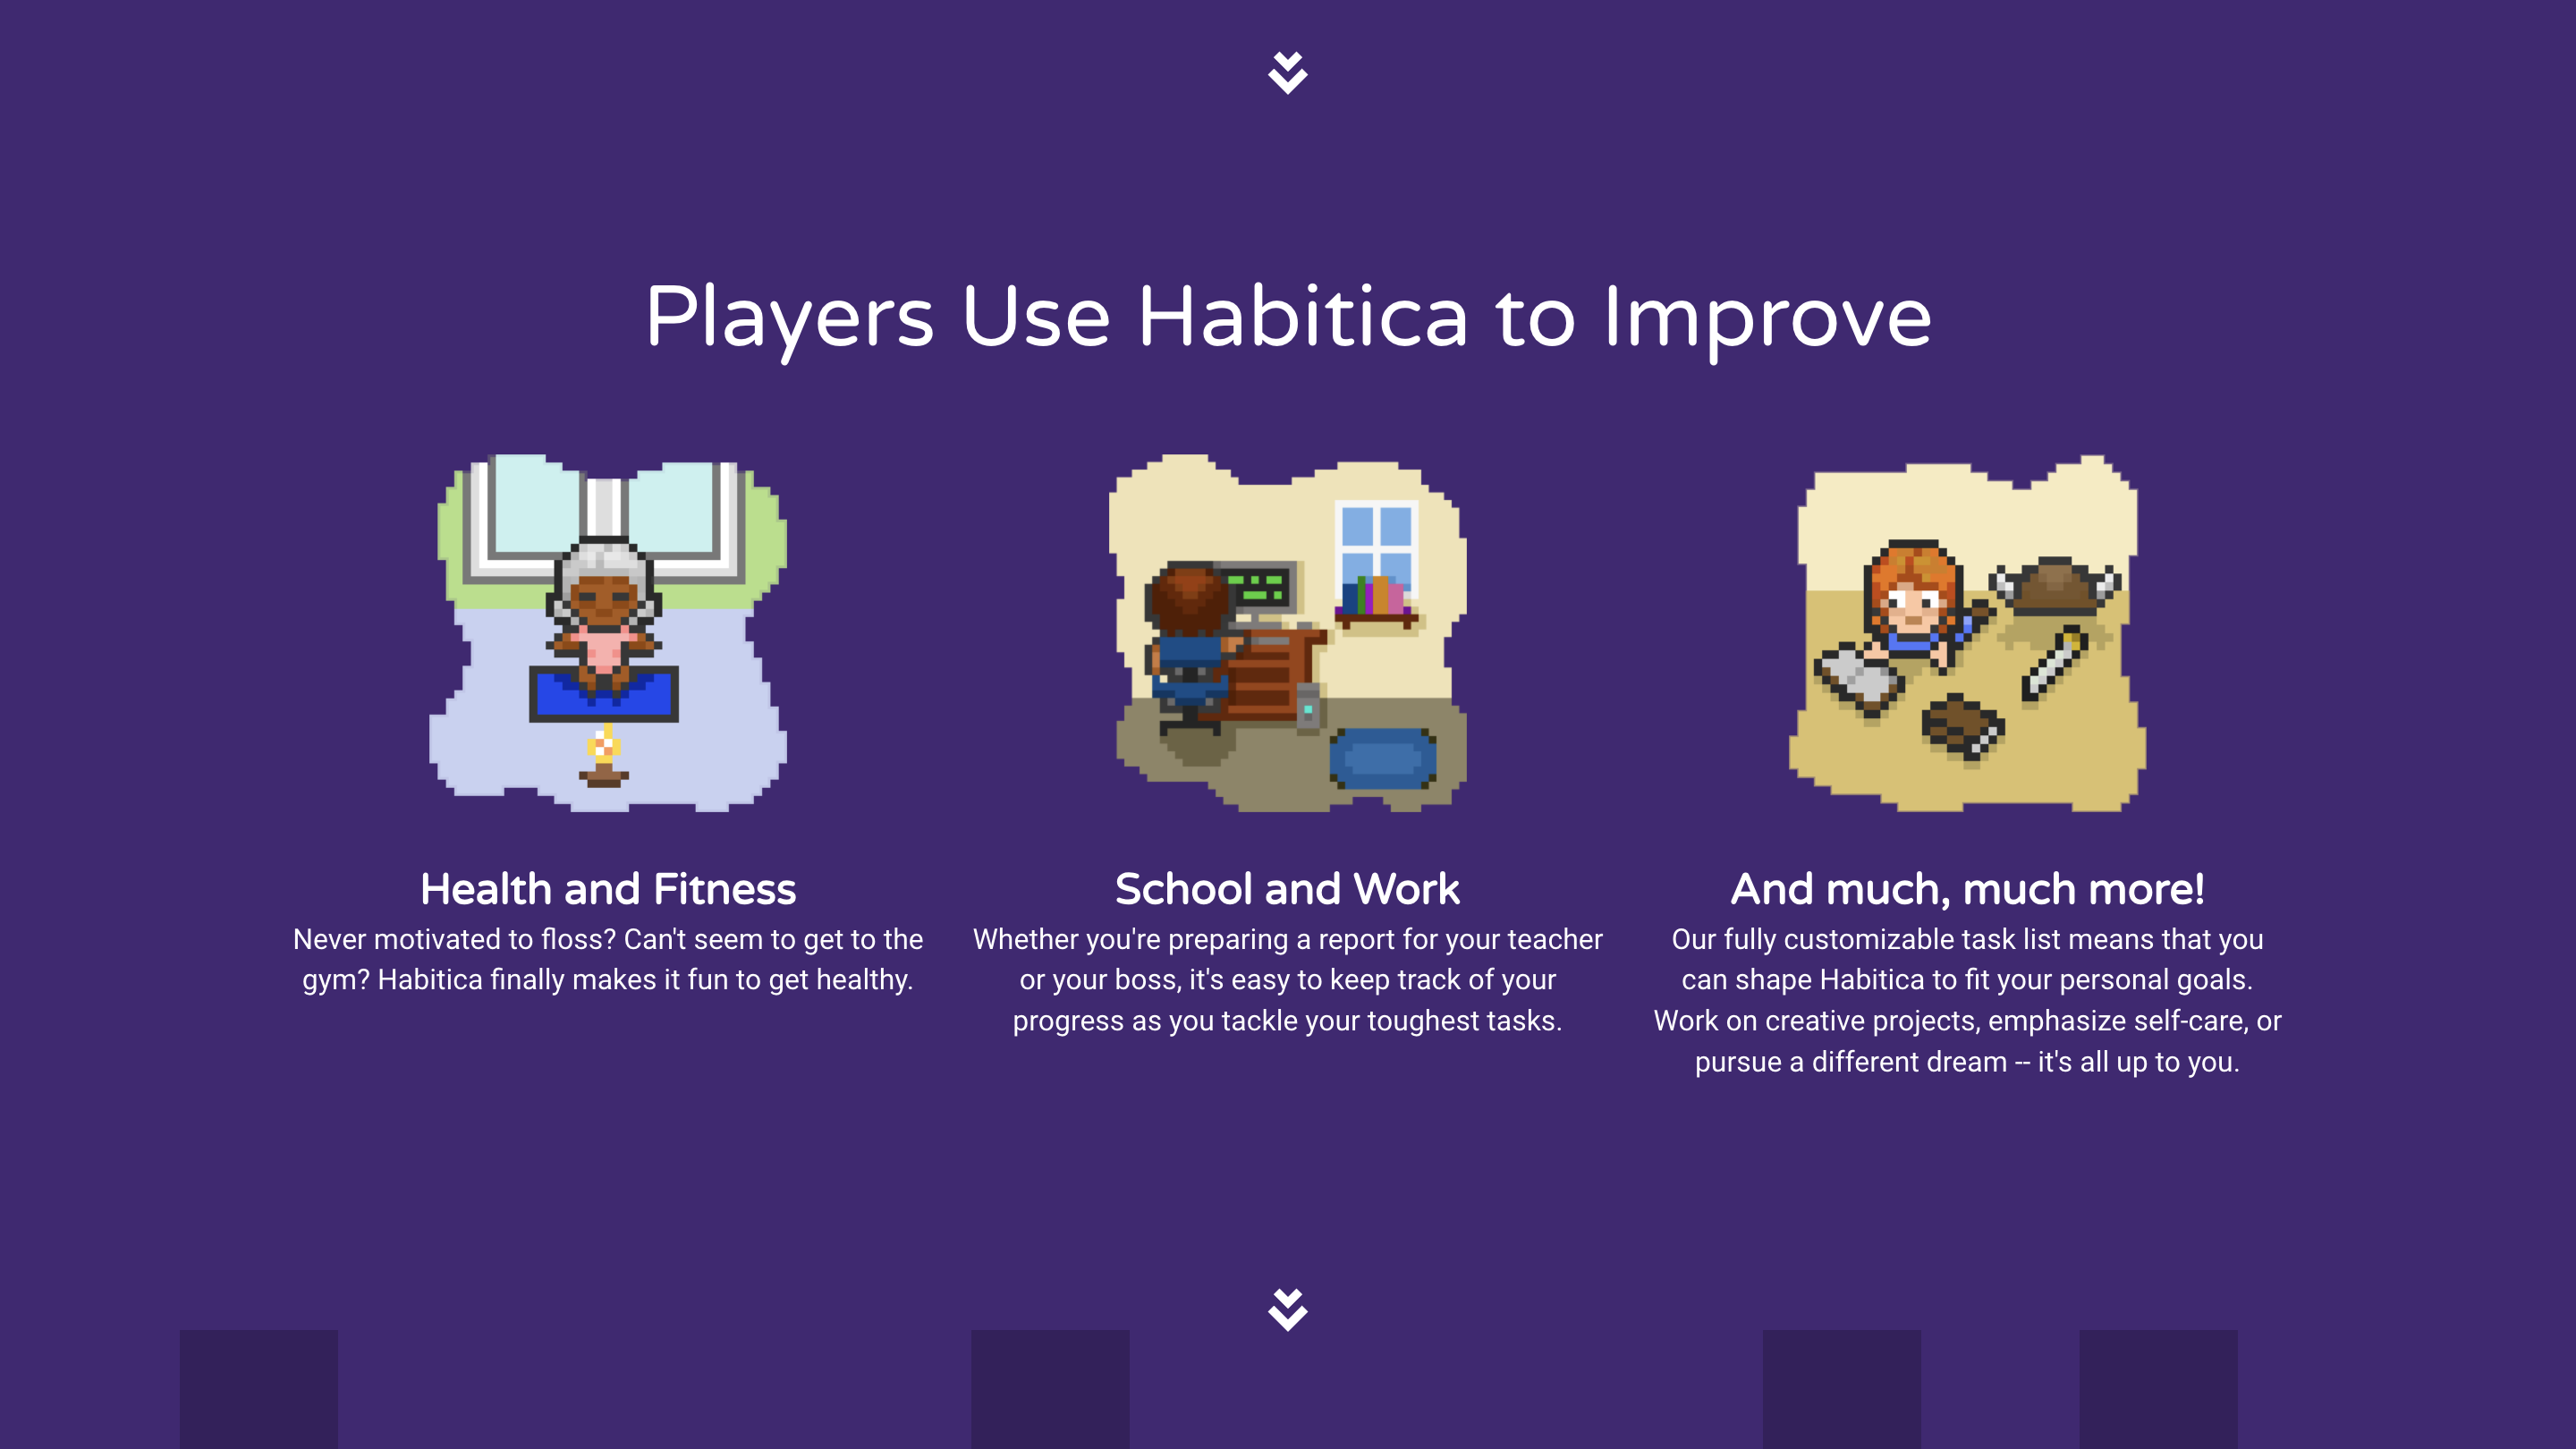 Players Use Habitica to Improve
Health and Fitness
Never motivated to floss? Can't seem to get to the
gym? Habitica finally makes it fun to get healthy.
School and Work
Whether you're preparing a report for your teacher
or your boss, it's easy to keep track of your
progress as you tackle your toughest tasks.
And much, much more!
Our fully customizable task list means that you
can shape Habitica to fit your personal goals.
Work on creative projects, emphasize self-care, or
pursue a different dream -- it's all up to you.